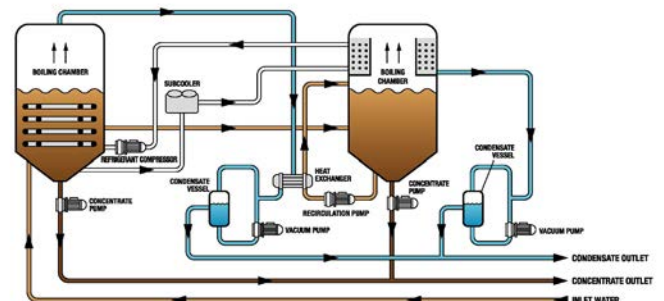 BOILING CHAMBER
SUBCOOLER
REFRIGERANT COMPRESSOR
CONCENTRATE
PUMP
CONDENSATE
VESSEL
VACUUM PUMP
HEAT
EXCHANGER
RECIRCULATION PUMP
BOILING
CHAMBER
CONCENTRATE
PUMP
CONDENSATE
VESSEL
VACUUM PUMP
CONDENSATE OUTLET
CONCENTRATE OUTLET
INLET WATER